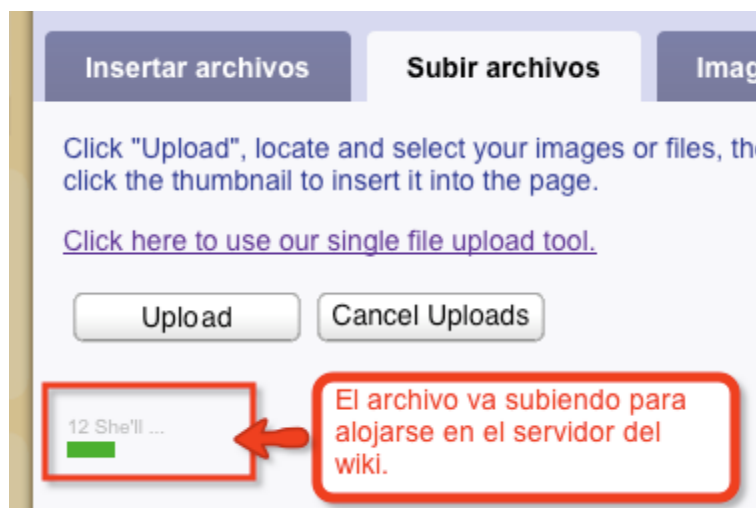 Insertar archivos
Subir archivos
Click "Upload", locate and select your images or files,
click the thumbnail to insert it into the page.
Click here to use our single file upload tool.
Upload
Cancel Uploads
12 She'll ...
El archivo va subiendo para
alojarse en el servidor del
wiki.